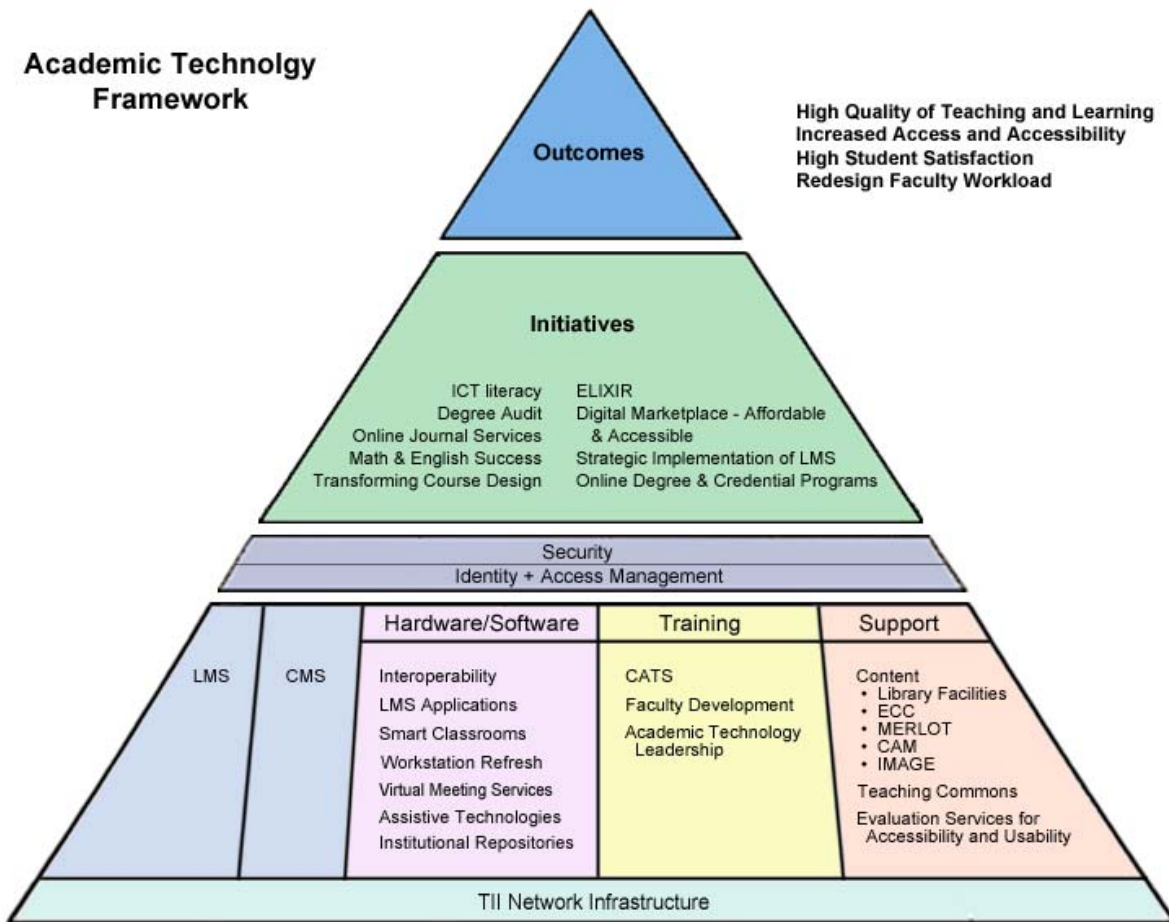 Academic Technolgy
Framework
High Quality of Teaching and Learning
Increased Access and Accessibility
High Student Satisfaction
Redesign Faculty Workload
Outcomes
Initiatives
ICT literacy
Degree Audit
Online Journal Services
Math & English Success
Transforming Course Design
ELIXIR
Digital Marketplace - Affordable
& Accessible
Strategic Implementation of LMS
Online Degree & Credential Programs
Security
Identity + Access Management
LMS
CMS
Hardware/Software
Interoperability
LMS Applications
Smart Classrooms
Workstation Refresh
Virtual Meeting Services
Assistive Technologies
Institutional Repositories
Training
CATS
Faculty Development
Academic Technology
Leadership
Support
Content
• Library Facilities
• ECC
• MERLOT
• CAM
• IMAGE
Teaching Commons
Evaluation Services for
Accessibility and Usability
TII Network Infrastructure